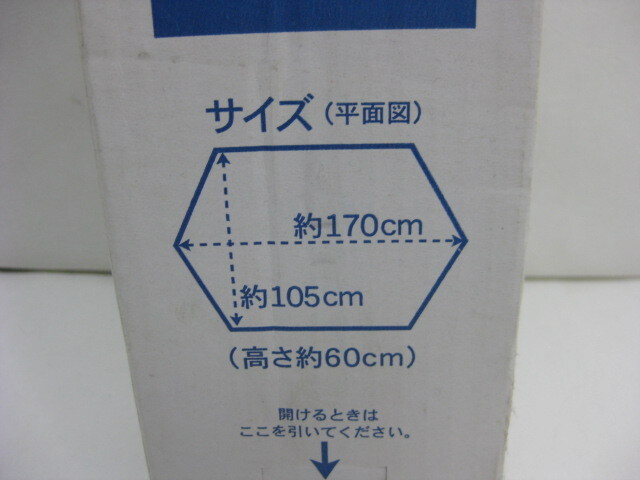 サイズ（平面図）
約170cm
約105cm
（高さ約60cm）
開けるときは
ここを引いてください。